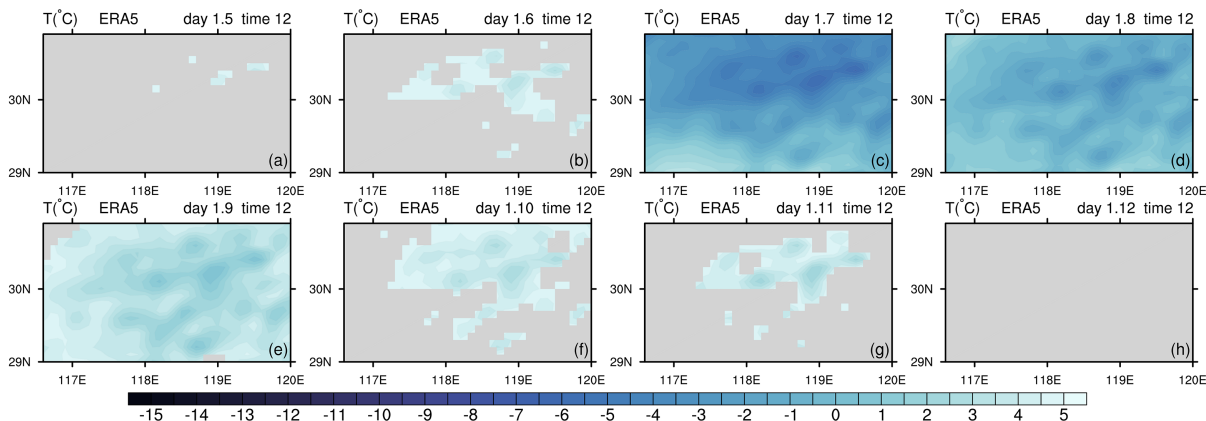 T(°C) ERA5 day 1.5 time 12
T(°C) ERA5 day 1.6 time 12
T(°C) ERA5 day 1.7 time 12
T(°C) ERA5 day 1.8 time 12
30N 30N 30N 30N
(a) (b) (c) (d)
29N 29N 29N 29N
117E 118E 119E 120E 117E 118E 119E 120E 117E 118E 119E 120E 117E 118E 119E 120E
T(°C) ERA5 day 1.9 time 12
T(°C) ERA5 day 1.10 time 12
T(°C) ERA5 day 1.11 time 12
T(°C) ERA5 day 1.12 time 12
30N 30N 30N 30N
(e) (f) (g) (h)
29N 29N 29N 29N
117E 118E 119E 120E 117E 118E 119E 120E 117E 118E 119E 120E 117E 118E 119E 120E
-15 -14 -13 -12 -11 -10 -9 -8 -7 -6 -5 -4 -3 -2 -1 0 1 2 3 4 5